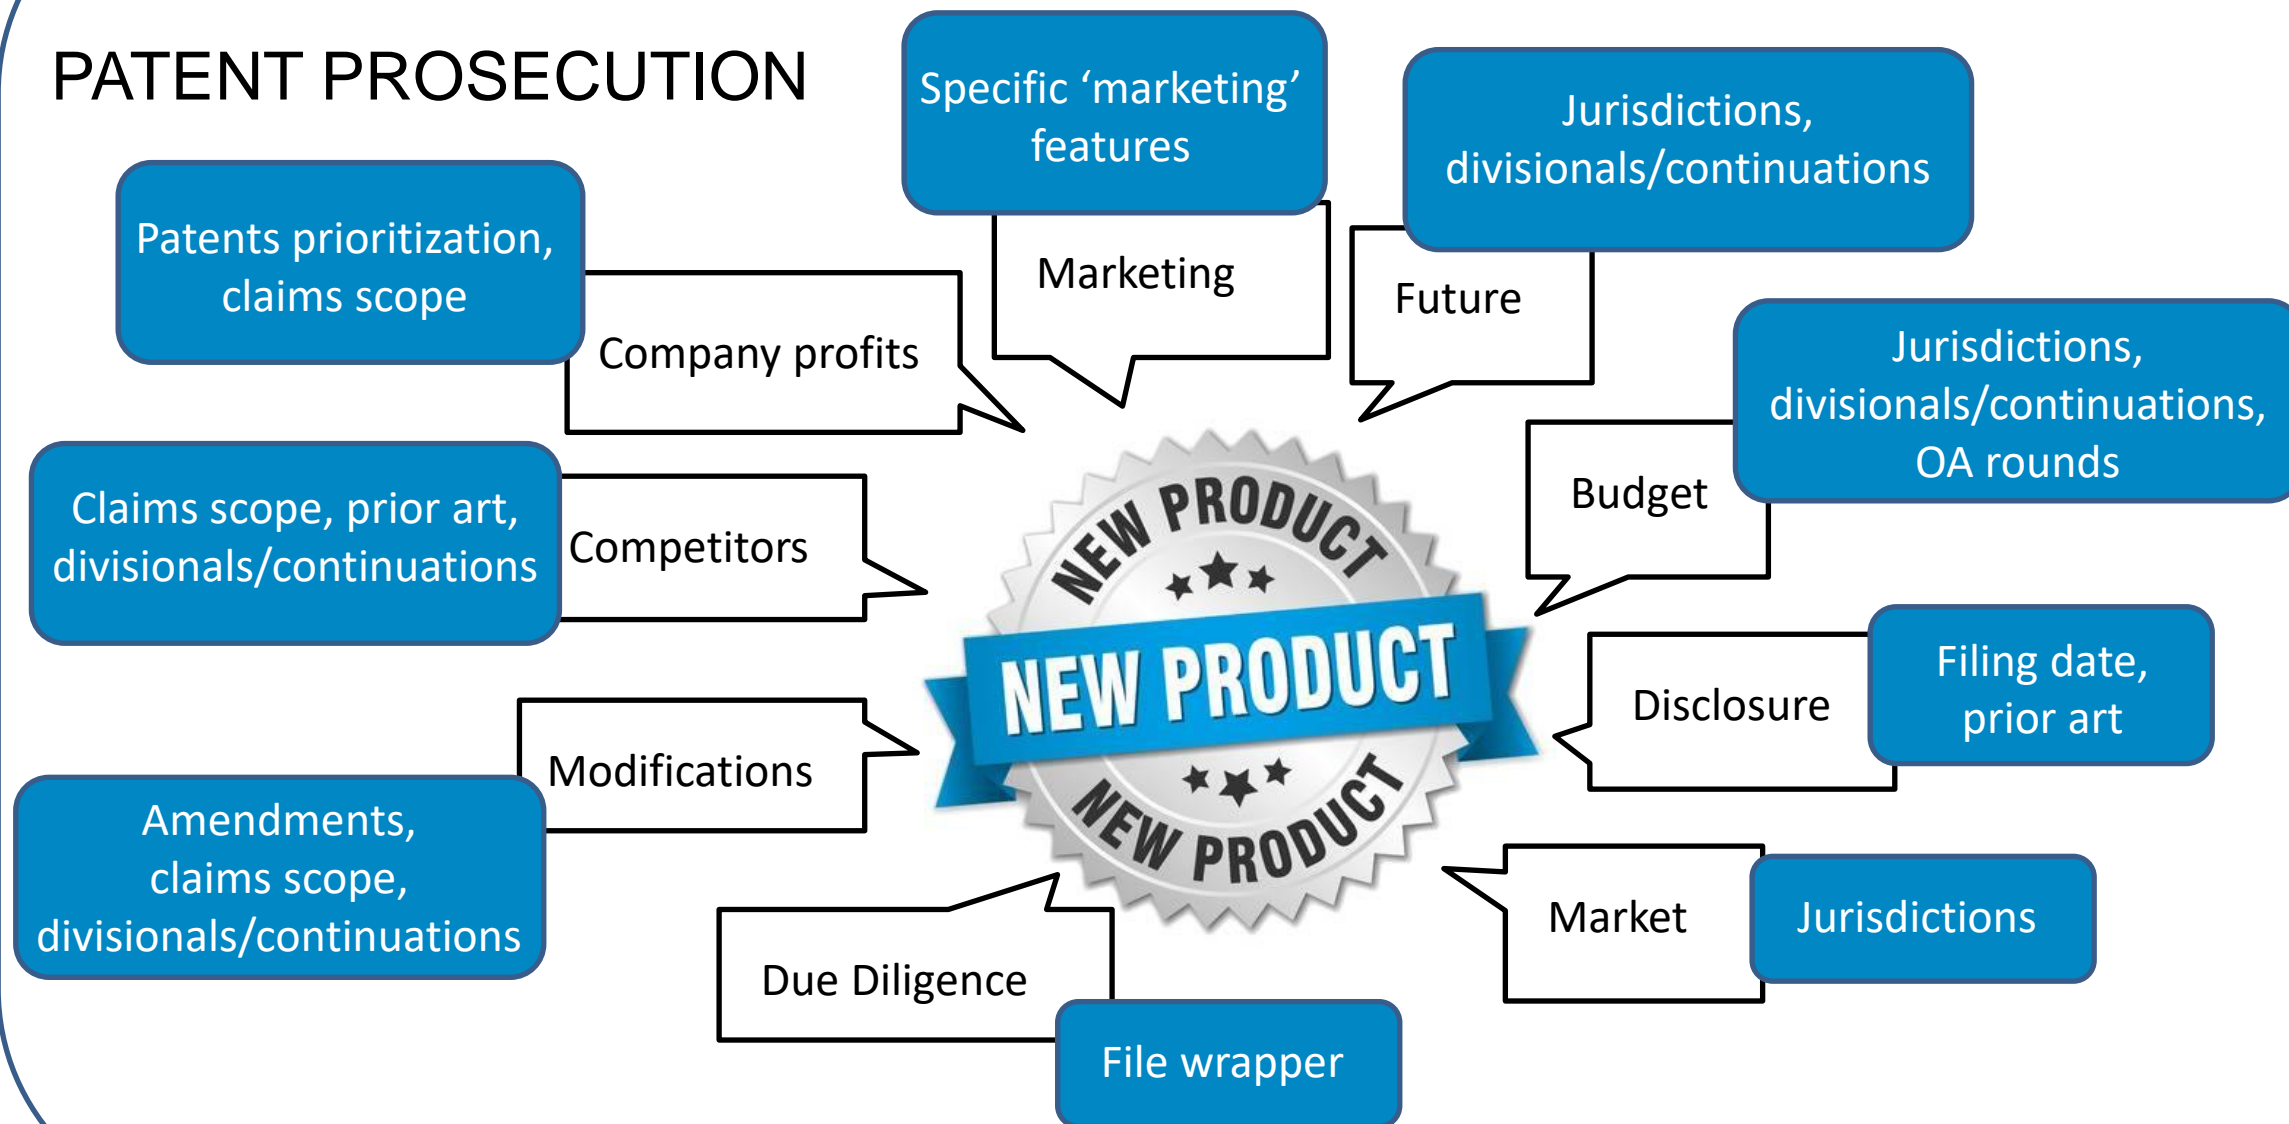 PATENT PROSECUTION
Specific ‘marketing’
features
Marketing
Jurisdictions,
divisionals/continuations
Future
Patents prioritization,
claims scope
Company profits
Jurisdictions,
divisionals/continuations,
OA rounds
Budget
Claims scope, prior art,
divisionals/continuations
Competitors
NEW PRODUCT
NEW PRODUCT
NEW PRODUCT
Filing date,
prior art
Disclosure
Modifications
Amendments,
claims scope,
divisionals/continuations
Market
Jurisdictions
Due Diligence
File wrapper